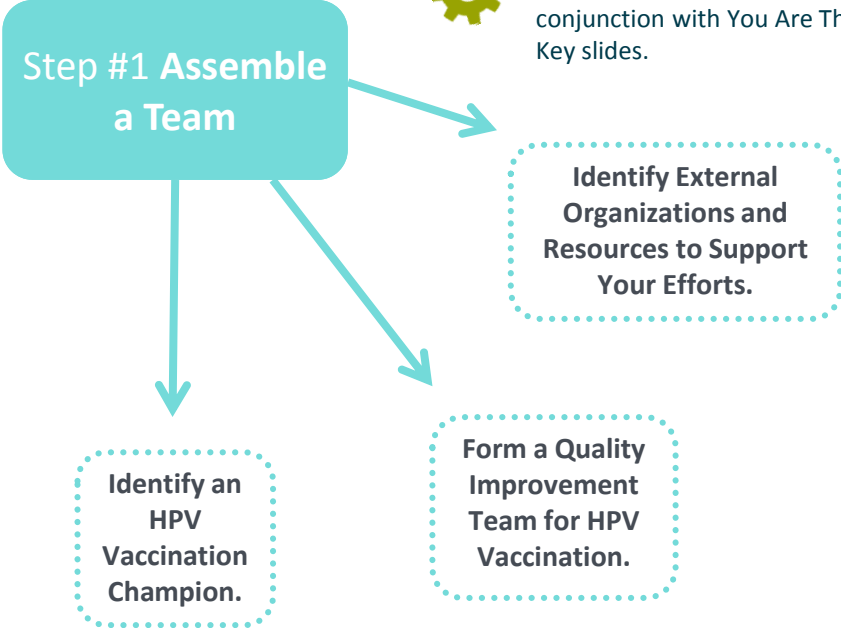 conjunction with You Are Th
Key slides.
Step #1 Assemble
a Team
Identify External
Organizations and
Resources to Support
Your Efforts.
Form a Quality
Improvement
Team for HPV
Vaccination.
Identify an
HPV
Vaccination
Champion.